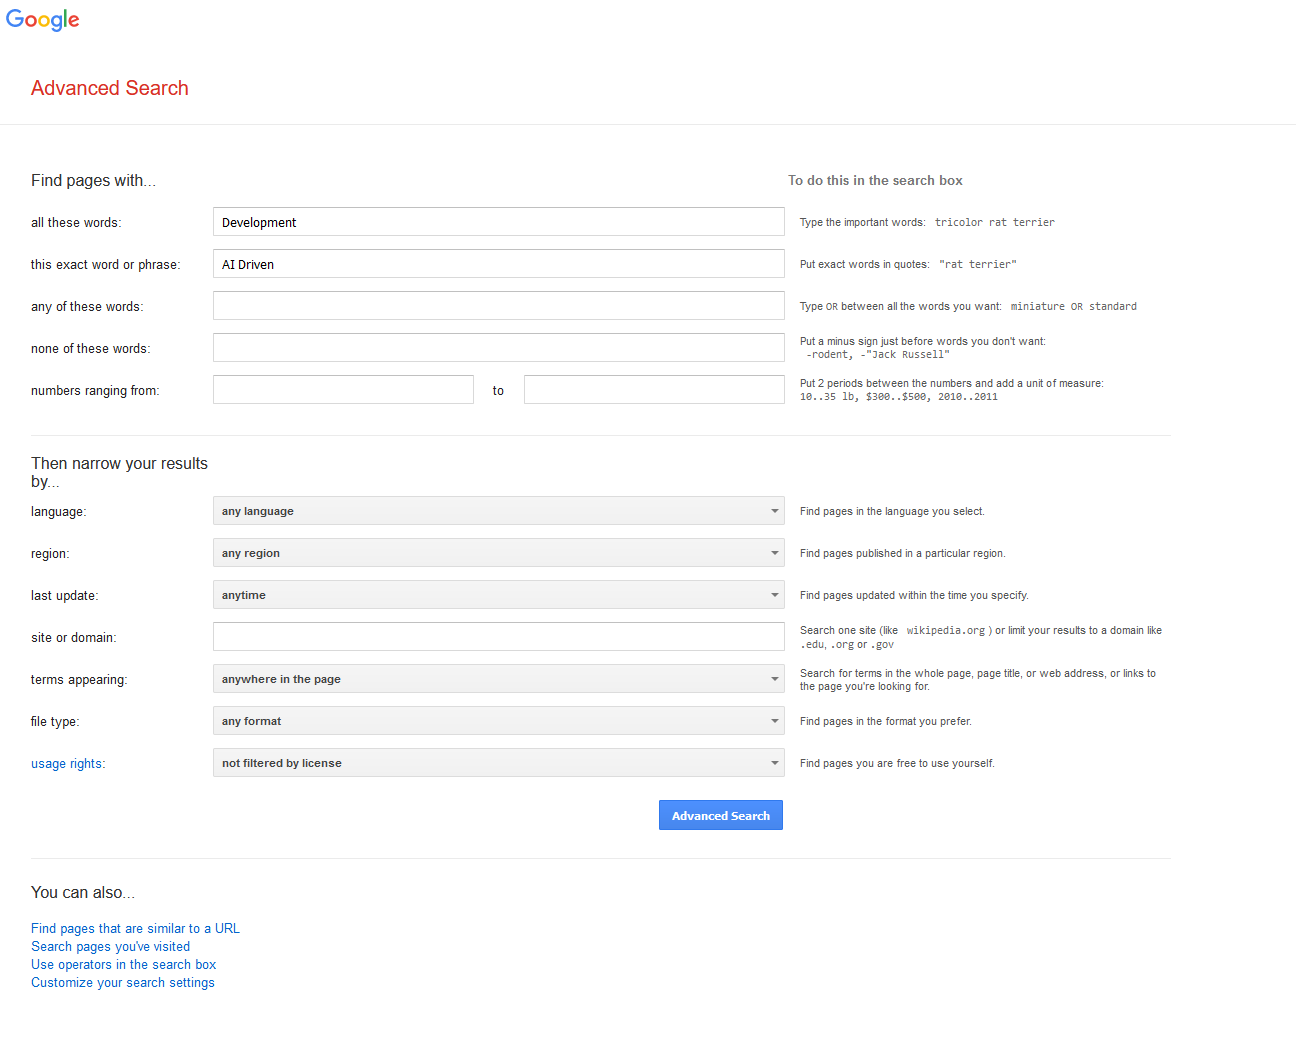 Google
Advanced Search
Find pages with...
To do this in the search box
all these words:
Development
Type the important words: tricolor rat terrier
this exact word or phrase:
AI Driven
Put exact words in quotes: "rat terrier"
any of these words:
Type OR between all the words you want: miniature OR standard
none of these words:
Put a minus sign just before words you don't want:
-rodent, -"Jack Russell"
numbers ranging from:
to
Put 2 periods between the numbers and add a unit of measure:
10..35 lb, $300..$500, 2010..2011
Then narrow your results
by...
language:
any language
Find pages in the language you select.
region:
any region
Find pages published in a particular region.
last update:
anytime
Find pages updated within the time you specify.
site or domain:
Search one site (like wikipedia.org ) or limit your results to a domain like
.edu, .org or .gov
terms appearing:
anywhere in the page
Search for terms in the whole page, page title, or web address, or links to
the page you're looking for.
file type:
any format
Find pages in the format you prefer.
usage rights:
not filtered by license
Find pages you are free to use yourself.
Advanced Search
You can also...
Find pages that are similar to a URL
Search pages you've visited
Use operators in the search box
Customize your search settings